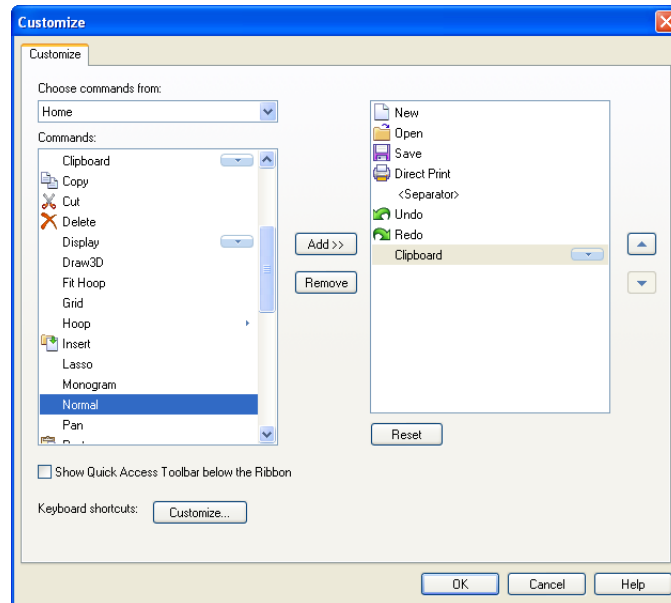 Customize
Customize
Choose commands from:
Home
Commands:
Clipboard
Copy
Cut
Delete
Display
Draw3D
Fit Hoop
Grid
Hoop
Insert
Lasso
Monogram
Normal
Pan
Add >>
Remove
New
Open
Save
Direct Print
<Separator>
Undo
Redo
Clipboard
Reset
Show Quick Access Toolbar below the Ribbon
Keyboard shortcuts:
Customize...
OK
Cancel
Help